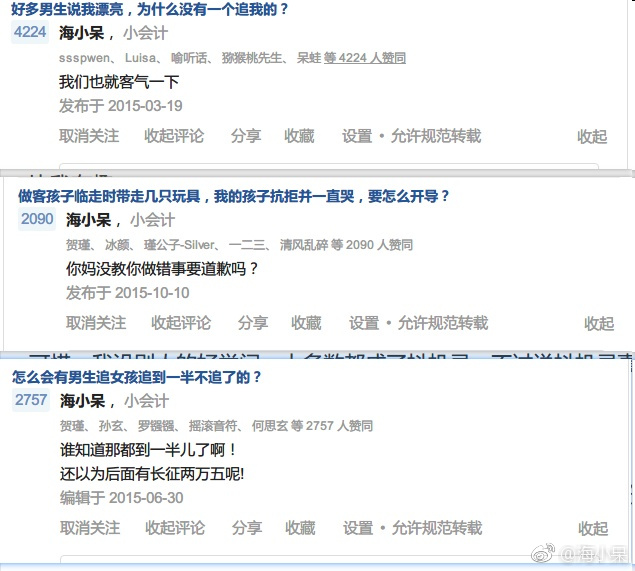 好多男生说我漂亮，为什么没有一个追我的？
4224 海小呆，小会计
ssspwen、 Luisa、 喻听话、 猕猴桃先生、 呆蛙 等 4224 人赞同
我们也就客气一下
发布于 2015-03-19
取消关注 收起评论 分享 收藏 设置 • 允许规范转载 收起
做客孩子临走时带走几只玩具，我的孩子抗拒并一直哭，要怎么开导？
2090 海小呆，小会计
贺瑾、 冰颜、 瑾公子-Silver、 一二三、 清风乱碎 等 2090 人赞同
你妈没教你做错事要道歉吗？
发布于 2015-10-10
取消关注 收起评论 分享 收藏 设置 • 允许规范转载 收起
怎么会有男生追女孩追到一半不追了的？
2757 海小呆，小会计
贺瑾、 孙玄、 罗镪镪、 摇滚音符、 何思玄 等 2757 人赞同
谁知道那都到一半儿了啊！
还以为后面有长征两万五呢!
编辑于 2015-06-30
取消关注 收起评论 分享 收藏 设置 • 允许规范转载 收起
@海小呆